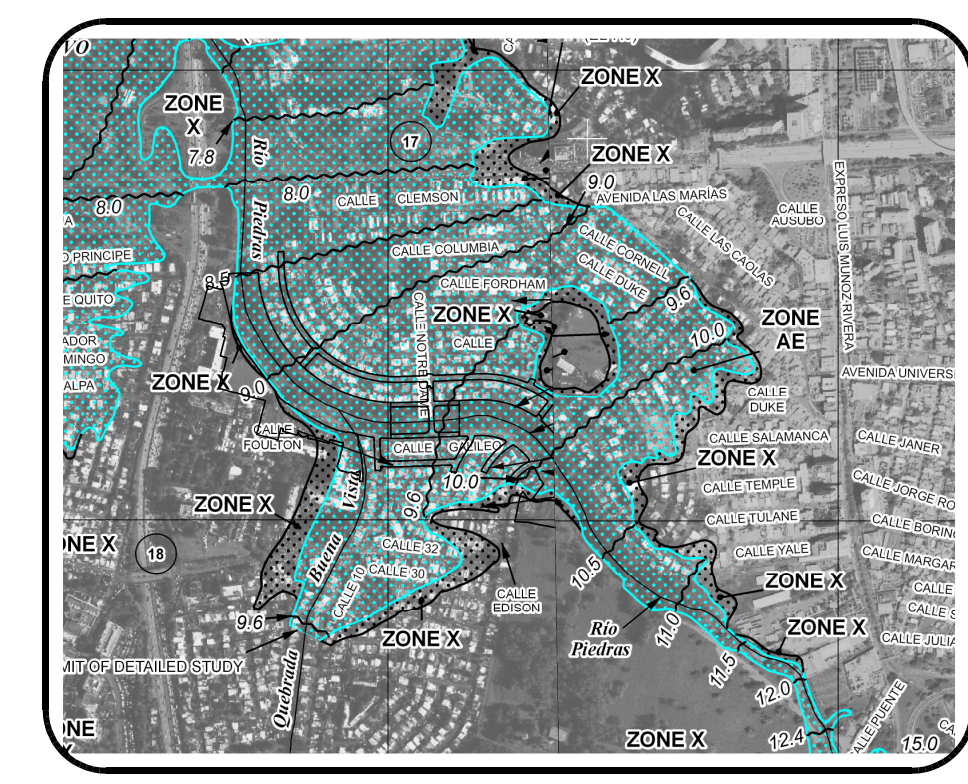 VO
ZONE X
ZONE
X
7.8
17
Río
ZONE X
9.0
AVENIDA LAS MARÍAS
8.0
8.0
CALLE CLEMSON
Piedras
CALLE
AUSUBO
EXPRESO LUIS MUNOZ-RIVERA
CALLE LAS CAOLAS
CALLE CORNELL
CALLE COLUMBIA
O PRINCIPE
CALLE DUKE
8.5
CALLE FORDHAM
9.6
E QUITO
ZONE X
ZONE
AE
10.0
CALLE NOTRE DAME
CALLE
ADOR
MINGO
ALPA
ZONE X
9.0
AVENIDA UNIVERSI
CALLE
DUKE
CALLE
FOULTON
CALLE GALILEO
CALLE SALAMANCA
CALLE JANER
ZONE X
10.0
Vista
9.6
CALLE TEMPLE
CALLE JORGE RO
ZONE X
CALLE TULANE
CALLE BORING
ONE X
18
CALLE 32
CALLE YALE
CALLE MARGAR
Buena
CALLE 30
CALLE 10
10.5
ZONE X
CALLE
CALLE
EDISON
CALLE S
9.6
Río
Piedras
11.0
ZONE X
ZONE X
CALLE JULIA
MIT OF DETAILED STUDY
11.5
Quebrada
12.0
CALLE PUENTE
ONE
X
ZONE X
12.4
15.0
CA